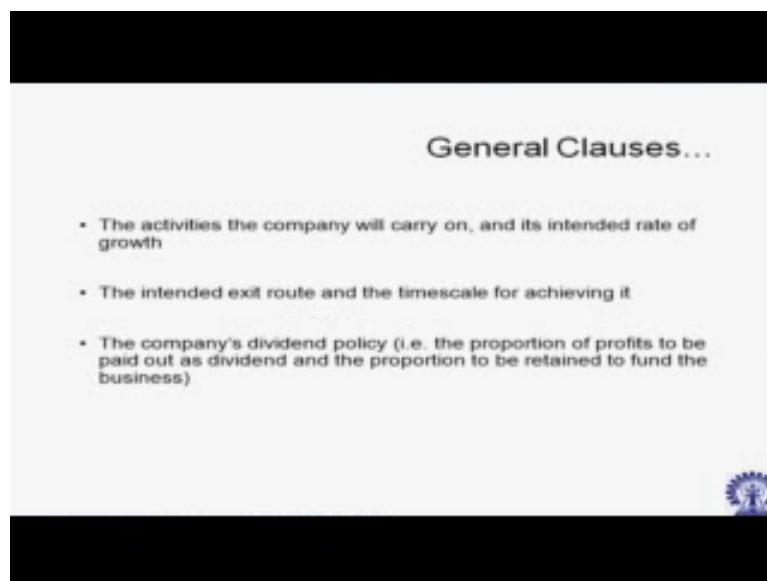 General Clauses...
• The activities the company will carry on, and its intended rate of
growth
• The intended exit route and the timescale for achieving it
• The company's dividend policy (i.e. the proportion of profits to be
paid out as dividend and the proportion to be retained to fund the
business)